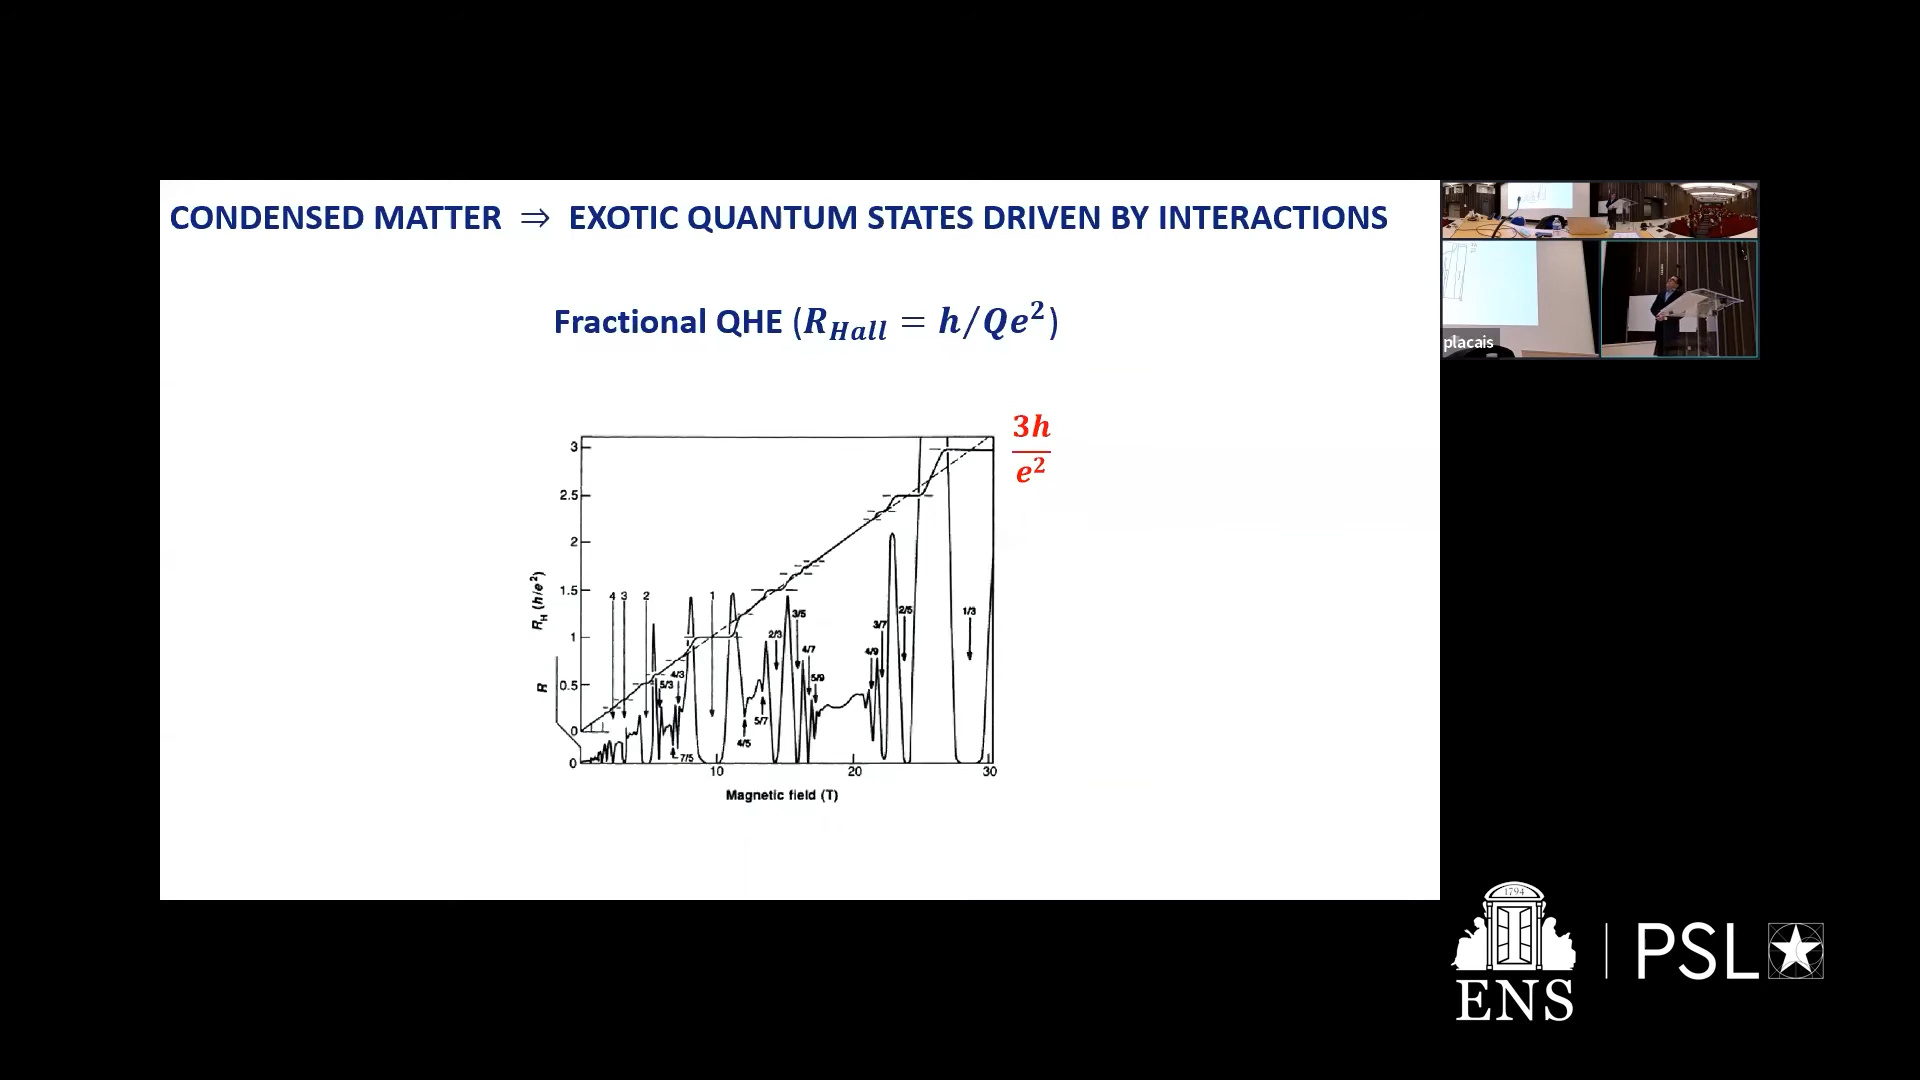 CONDENSED MATTER ⇒ EXOTIC QUANTUM STATES DRIVEN BY INTERACTIONS
Fractional QHE (R_Hall = h/Qe²)
3h
e²
3
2.5
2
1.5
1
0.5
0
0
R_H (h/e²)
R
4 3 2 1
5/3
4/3
7/5
4/5
5/7
2/3
3/5
4/7
5/9
4/9
3/7
2/5
1/3
10 20 30
Magnetic field (T)
placais
1794
ENS
PSL